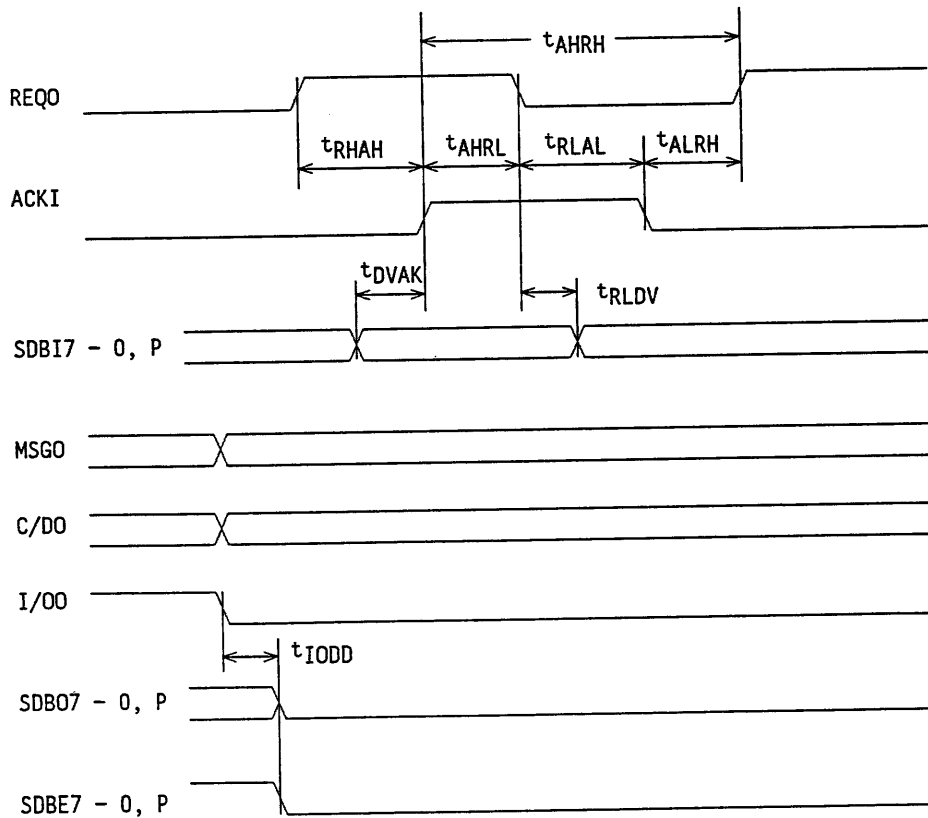 tAHRH
REQO
tRHAH tAHRL tRLAL tALRH
ACKI
tDVAK
tRLDV
SDBI7 - 0, P
MSGO
C/DO
I/OO
tIODD
SDBO7 - 0, P
SDBE7 - 0, P